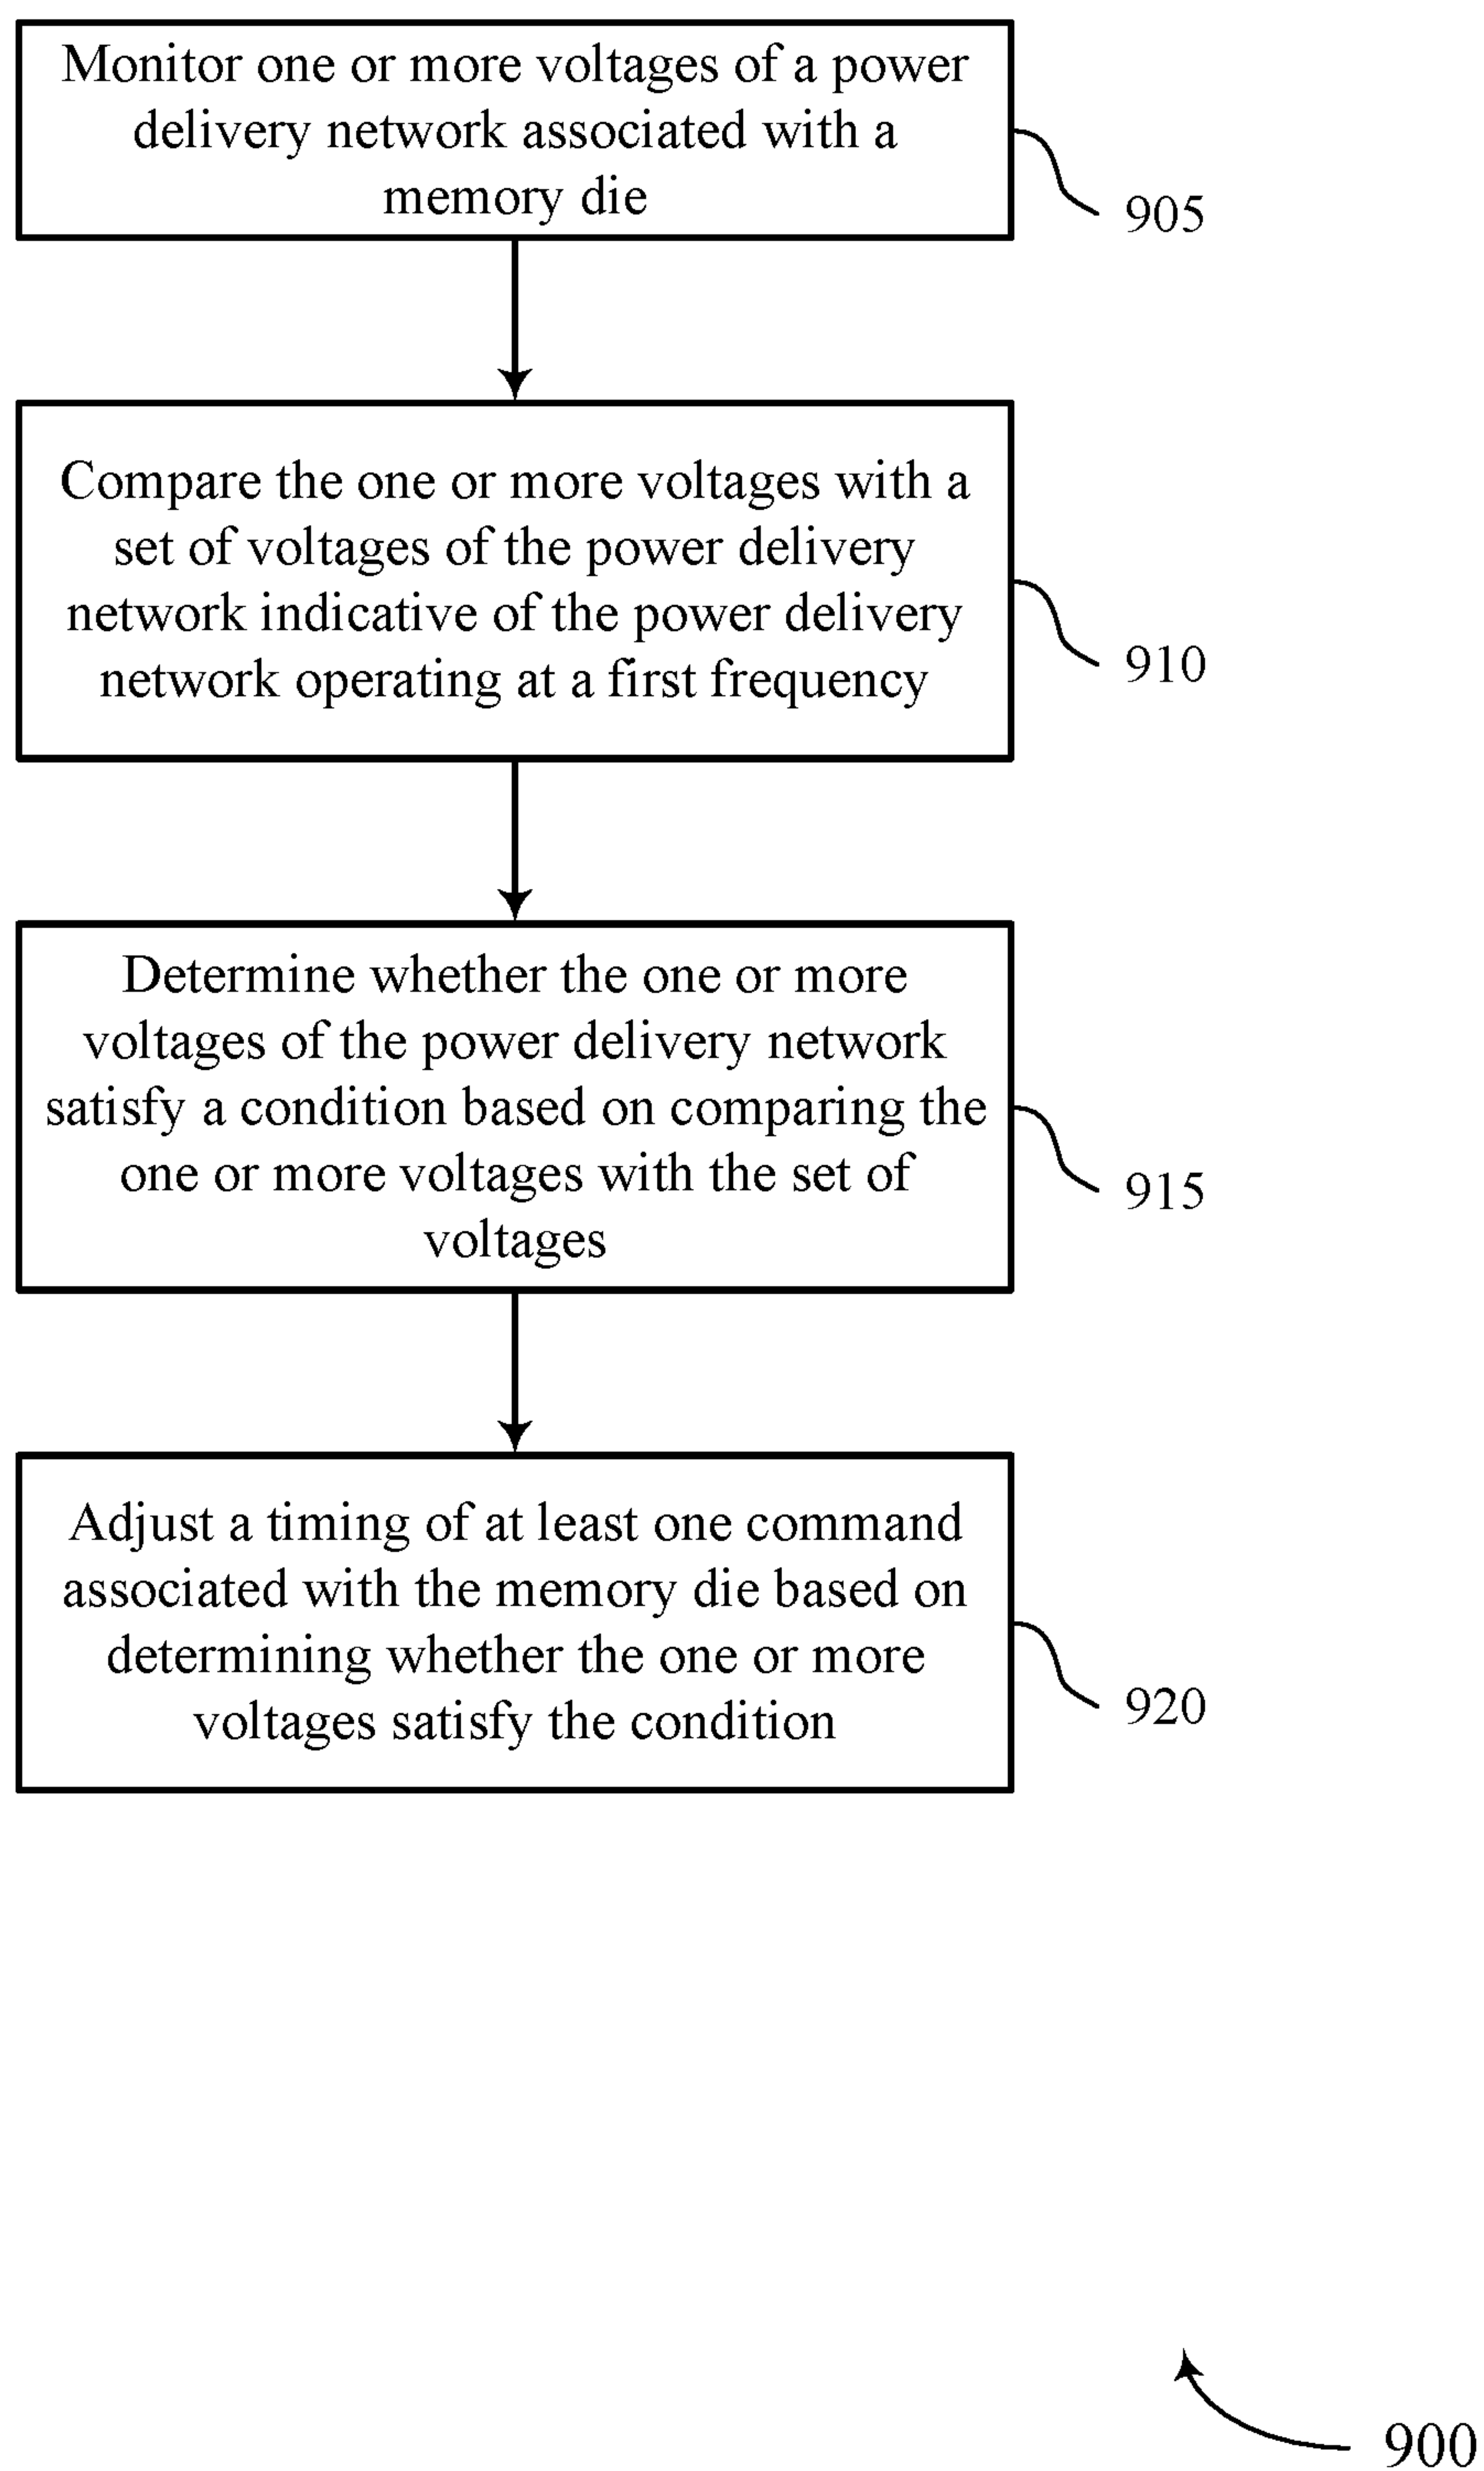 Monitor one or more voltages of a power
delivery network associated with a
memory die
905
Compare the one or more voltages with a
set of voltages of the power delivery
network indicative of the power delivery
network operating at a first frequency
910
Determine whether the one or more
voltages of the power delivery network
satisfy a condition based on comparing the
one or more voltages with the set of
voltages
915
Adjust a timing of at least one command
associated with the memory die based on
determining whether the one or more
voltages satisfy the condition
920
900